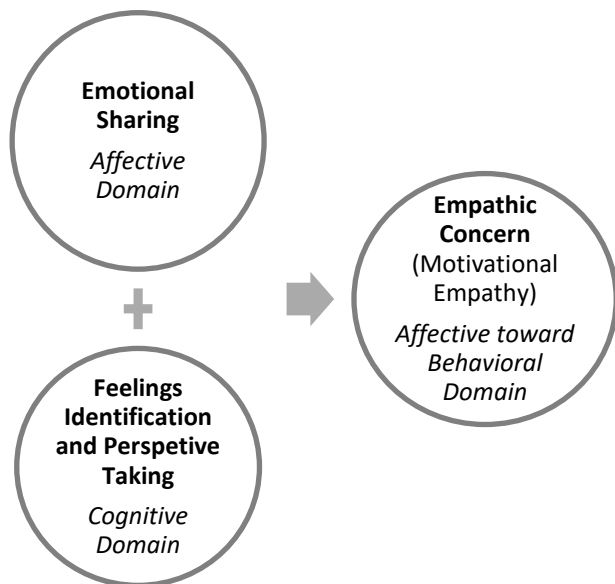 Emotional
Sharing
Affective
Domain
Feelings
Identification
and Perspetive
Taking
Cognitive
Domain
Empathic
Concern
(Motivational
Empathy)
Affective toward
Behavioral
Domain